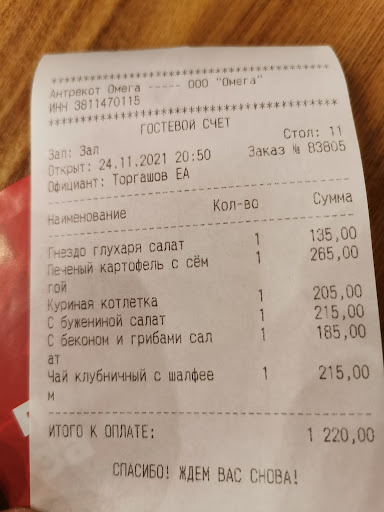 ****************************************
Антрекот Омега ----- ООО "Омега"
ИНН 3811470115
****************************************
ГОСТЕВОЙ СЧЕТ
Зал: Зал Стол: 11
Открыт: 24.11.2021 20:50 Заказ № 83805
Официант: Торгашов ЕА
----------------------------------------
Наименование Кол-во Сумма
----------------------------------------
Гнездо глухаря салат 1 135,00
Печеный картофель с сём 1 265,00
гой
Куриная котлетка 1 205,00
С бужениной салат 1 215,00
С беконом и грибами сал 1 185,00
ат
Чай клубничный с шалфее 1 215,00
м
----------------------------------------
ИТОГО К ОПЛАТЕ: 1 220,00
СПАСИБО! ЖДЕМ ВАС СНОВА!